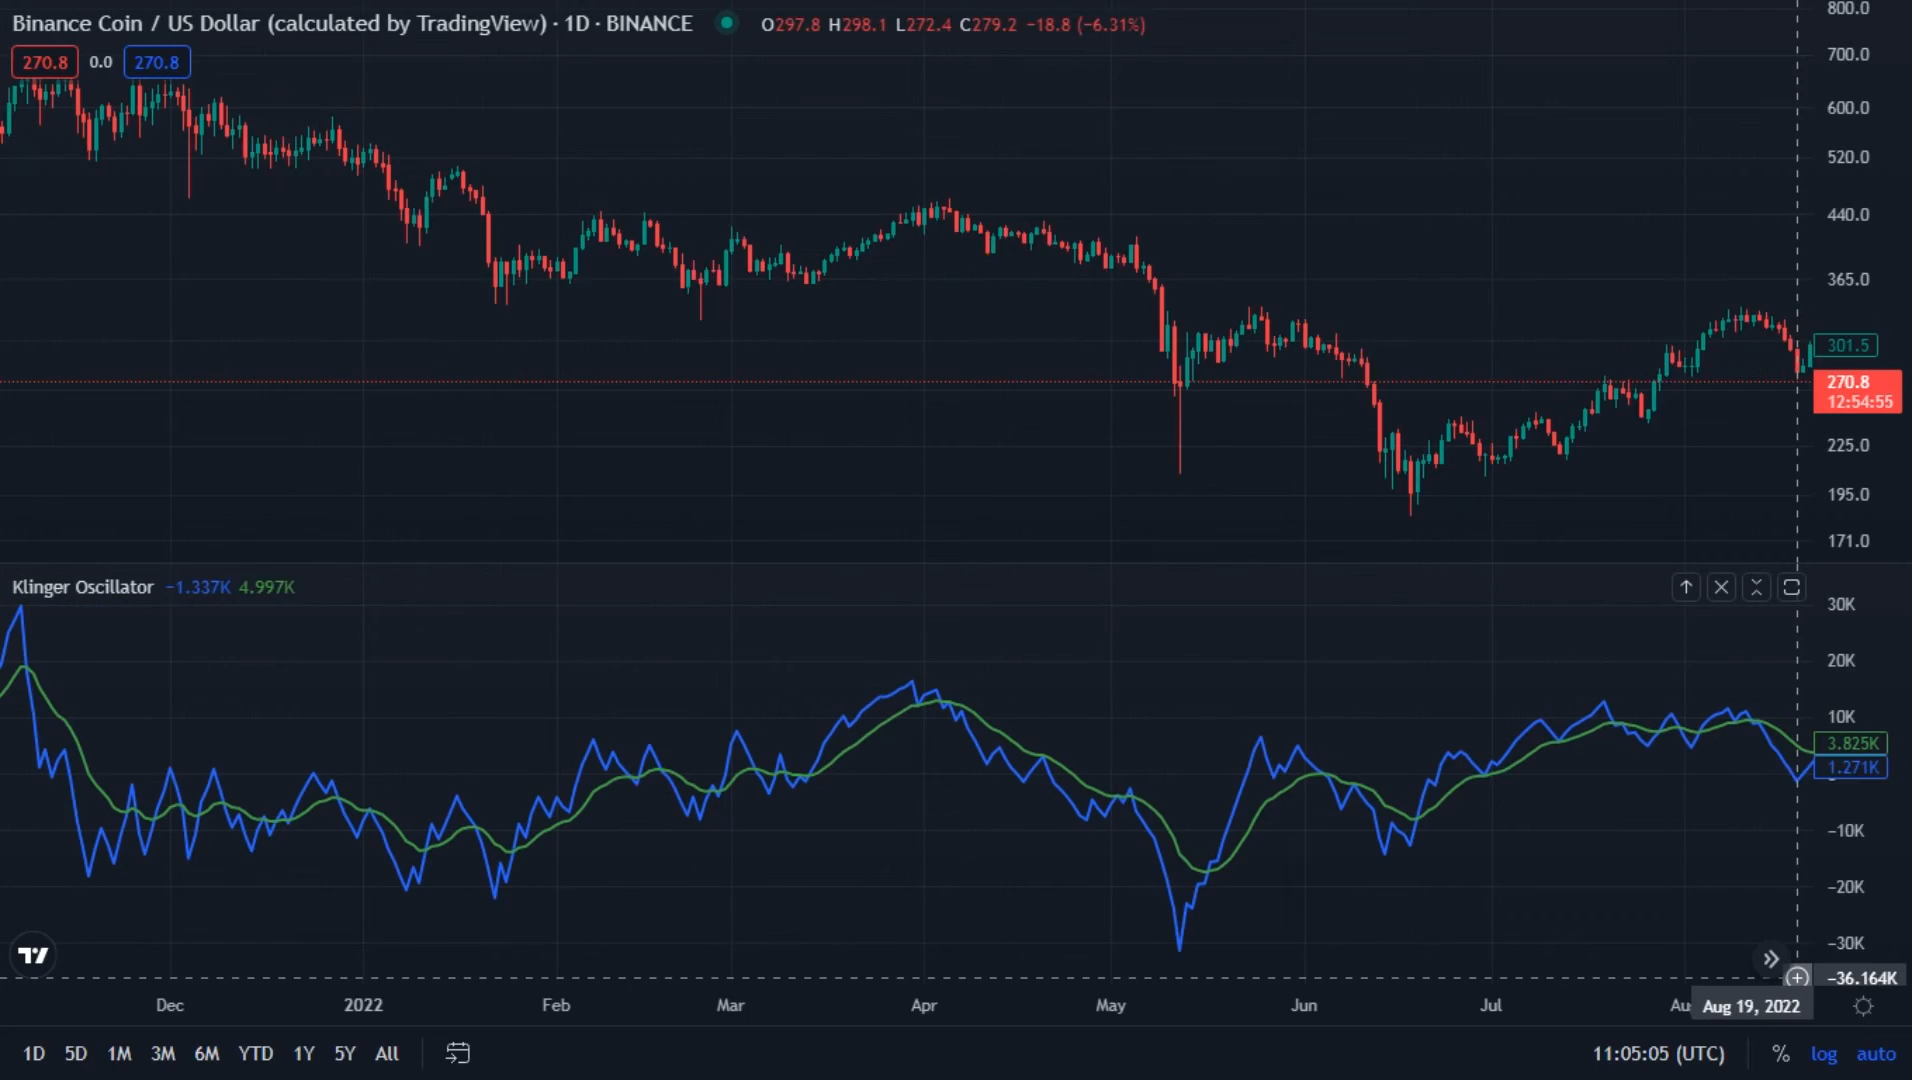 Binance Coin / US Dollar (calculated by TradingView) · 1D · BINANCE O297.8 H298.1 L272.4 C279.2 −18.8 (−6.31%)
270.8 0.0 270.8
800.0
700.0
600.0
520.0
440.0
365.0
301.5
270.8
12:54:55
225.0
195.0
171.0
Klinger Oscillator −1.337K 4.997K
30K
20K
10K
3.825K
1.271K
−10K
−20K
−30K
−36.164K
Dec 2022 Feb Mar Apr May Jun Jul Au Aug 19, 2022
1D 5D 1M 3M 6M YTD 1Y 5Y All 11:05:05 (UTC) % log auto